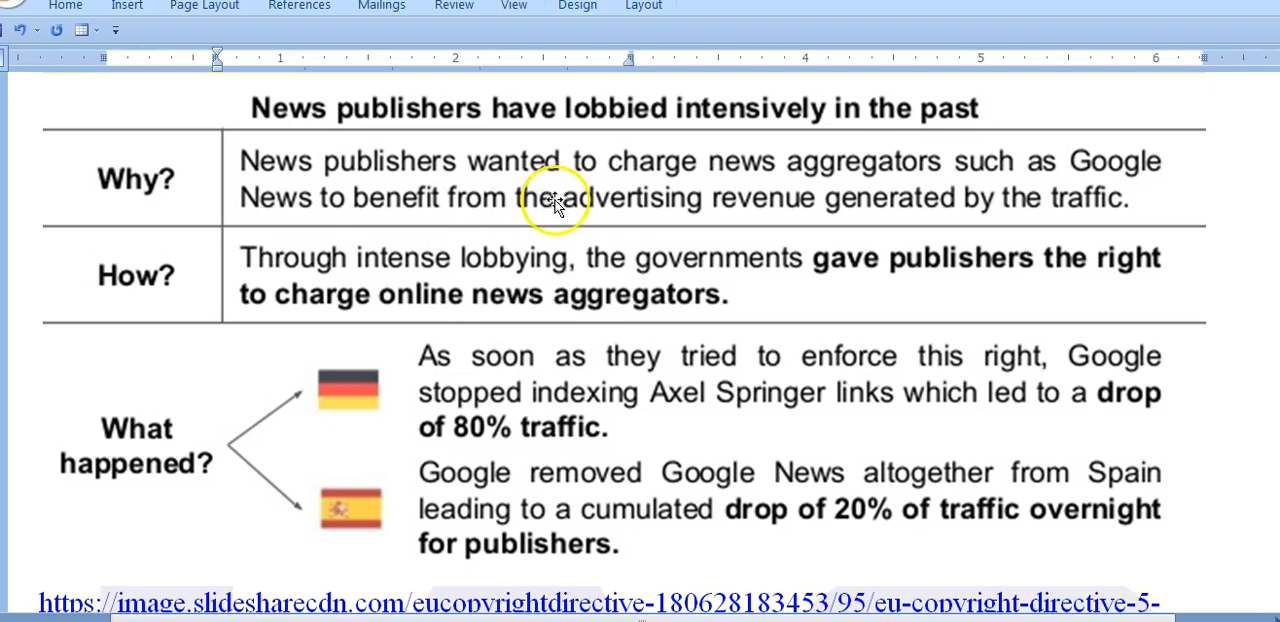 Home Insert Page Layout References Mailings Review View Design Layout
1 2 4 5 6
News publishers have lobbied intensively in the past
Why?
News publishers wanted to charge news aggregators such as Google
News to benefit from the advertising revenue generated by the traffic.
How?
Through intense lobbying, the governments gave publishers the right
to charge online news aggregators.
What
happened?
As soon as they tried to enforce this right, Google
stopped indexing Axel Springer links which led to a drop
of 80% traffic.
Google removed Google News altogether from Spain
leading to a cumulated drop of 20% of traffic overnight
for publishers.
https://image.slidesharecdn.com/eucopyrightdirective-180628183453/95/eu-copyright-directive-5-